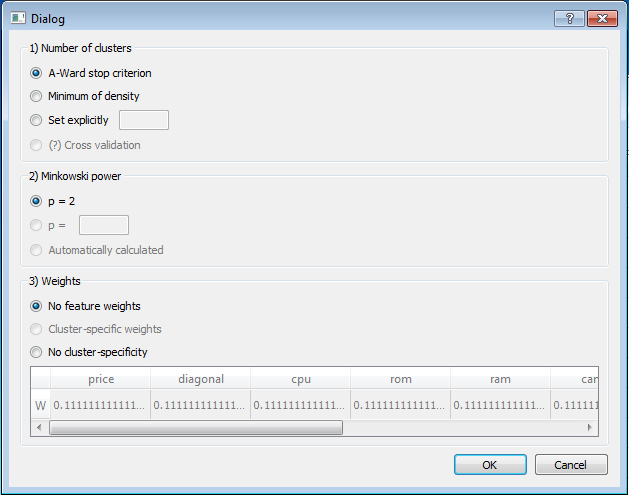 Dialog
1) Number of clusters
A-Ward stop criterion
Minimum of density
Set explicitly
(?) Cross validation
2) Minkowski power
p = 2
p =
Automatically calculated
3) Weights
No feature weights
Cluster-specific weights
No cluster-specificity
price diagonal cpu rom ram can
W 0.111111111111... 0.111111111111... 0.111111111111... 0.111111111111... 0.111111111111... 0.111111
OK Cancel